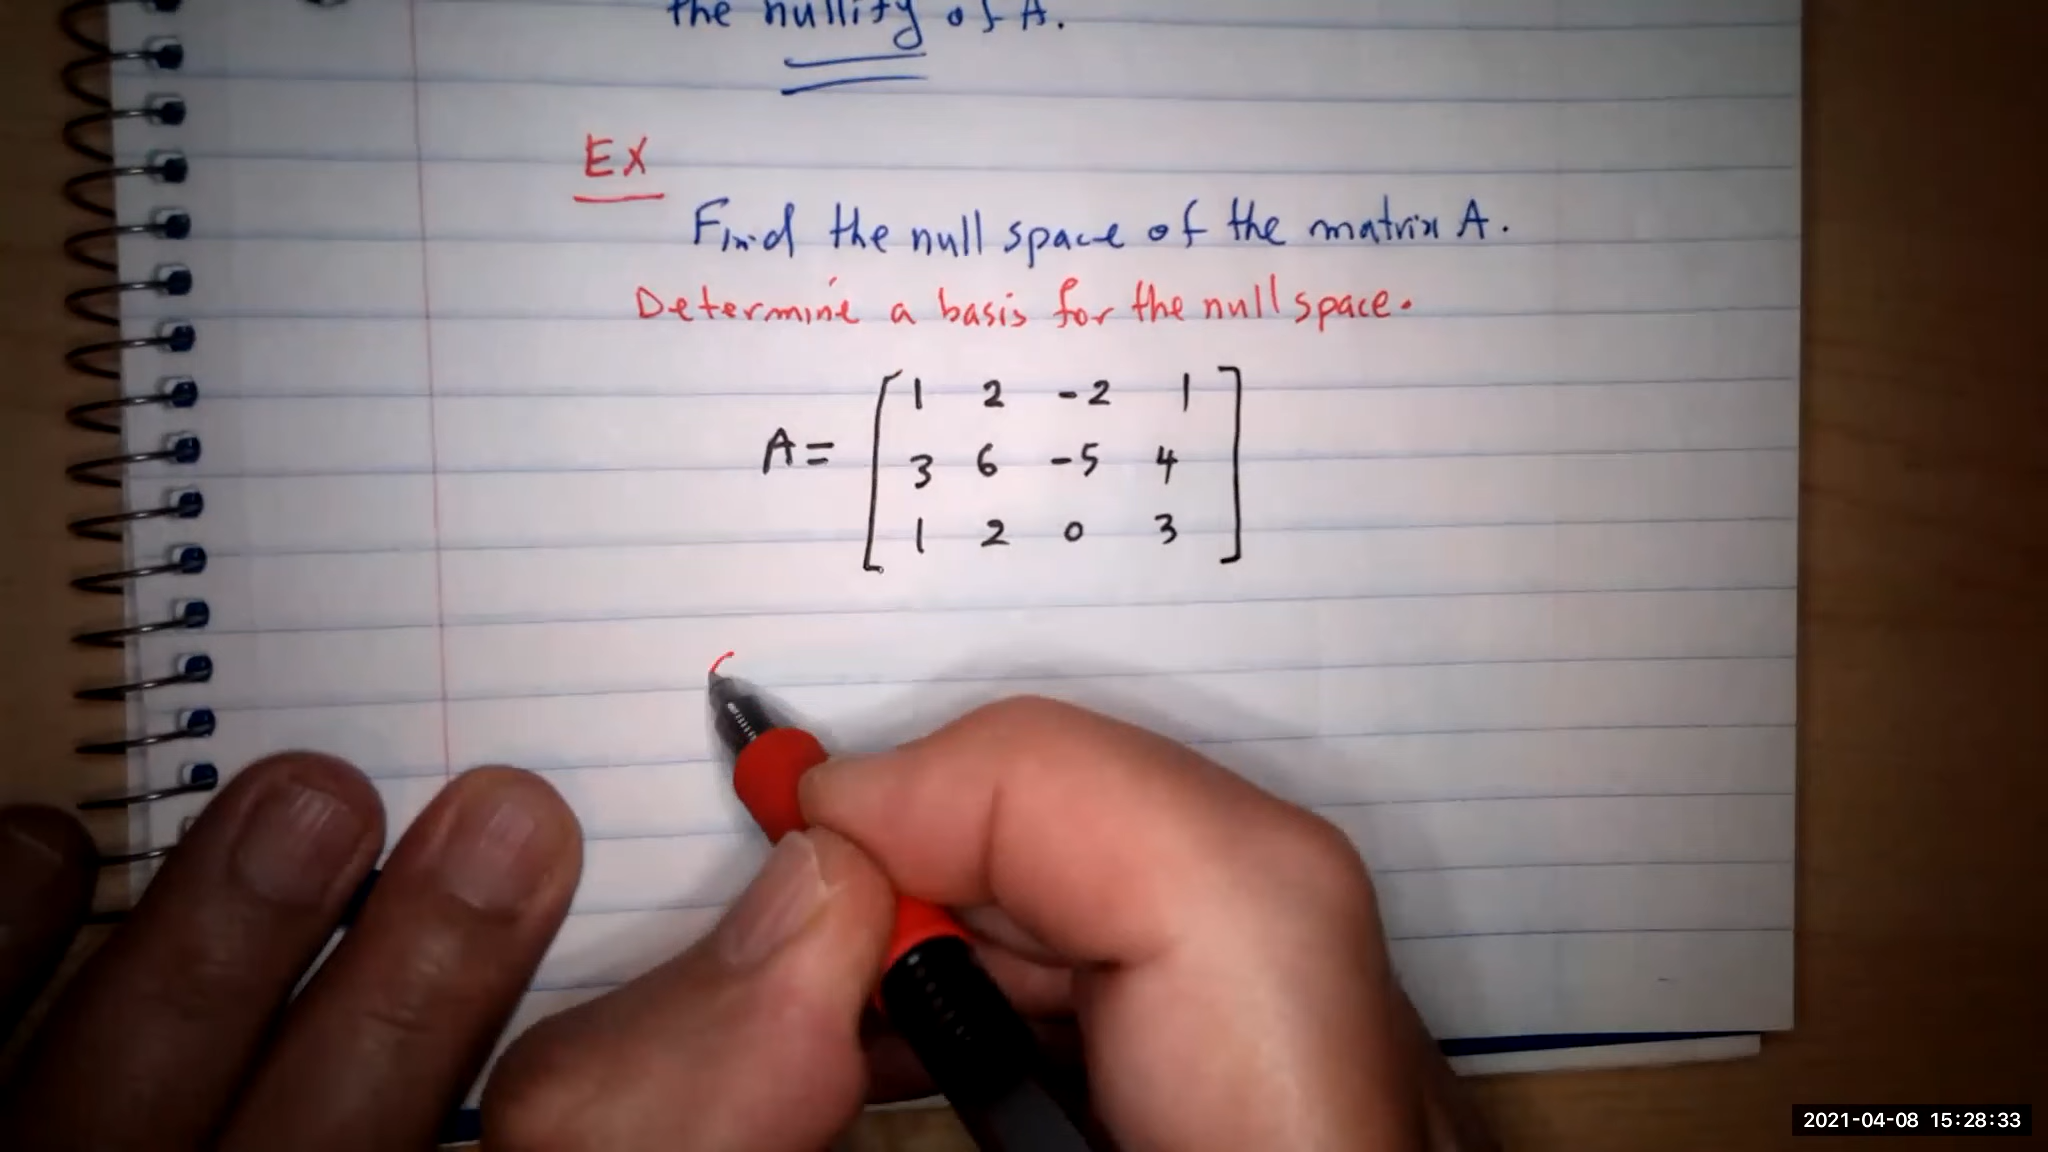 the nullity of A.
EX
Find the null space of the matrix A.
Determine a basis for the null space.
A = [ 1 2 -2 1
3 6 -5 4
1 2 0 3 ]
2021-04-08 15:28:33